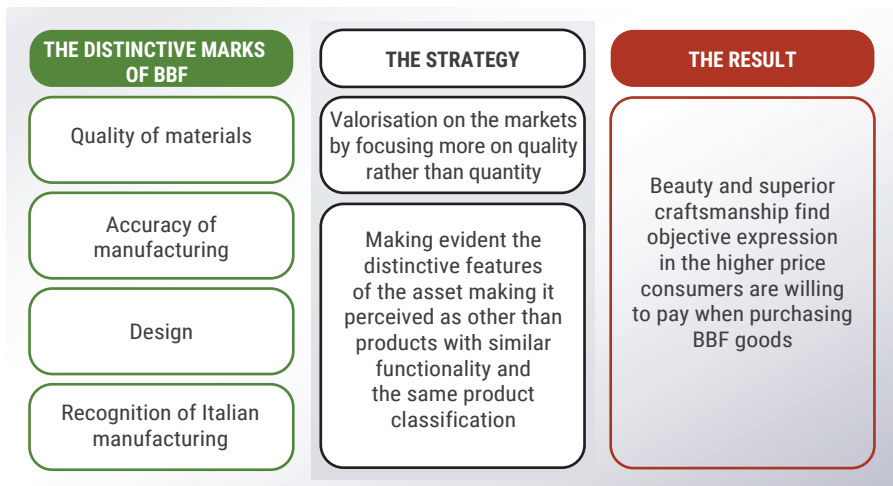 THE DISTINCTIVE MARKS
OF BBF
Quality of materials
Accuracy of
manufacturing
Design
Recognition of Italian
manufacturing
THE STRATEGY
Valorisation on the markets
by focusing more on quality
rather than quantity
Making evident the
distinctive features
of the asset making it
perceived as other than
products with similar
functionality and
the same product
classification
THE RESULT
Beauty and superior
craftsmanship find
objective expression
in the higher price
consumers are willing
to pay when purchasing
BBF goods